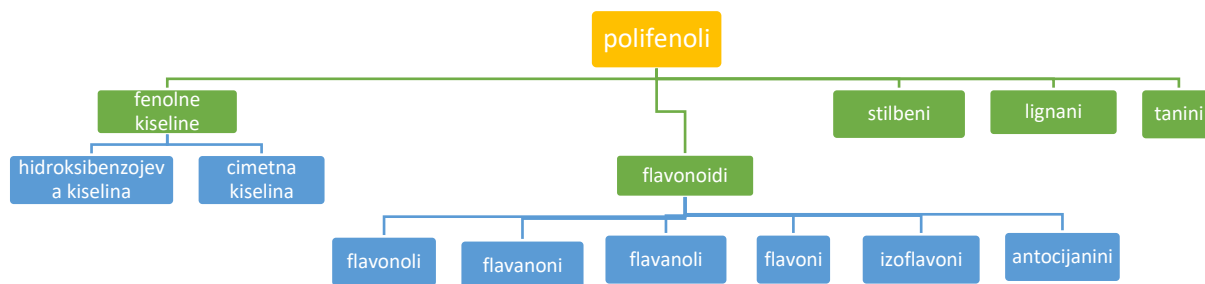 polifenoli
fenolne
kiseline
stilbeni
lignani
tanini
hidroksibenzojev
a kiselina
cimetna
kiselina
flavonoidi
flavonoli
flavanoni
flavanoli
flavoni
izoflavoni
antocijanini